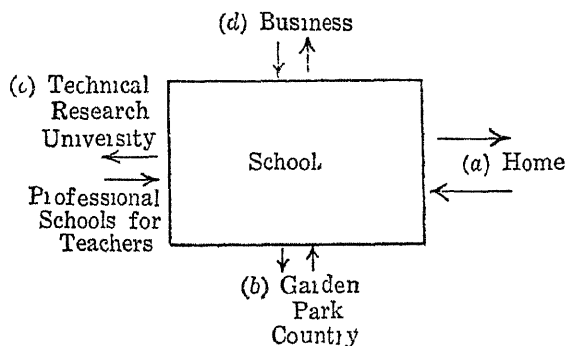 (d) Business
(c) Technical
Research
University
School
(a) Home
Professional
Schools for
Teachers
(b) Garden
Park
Country